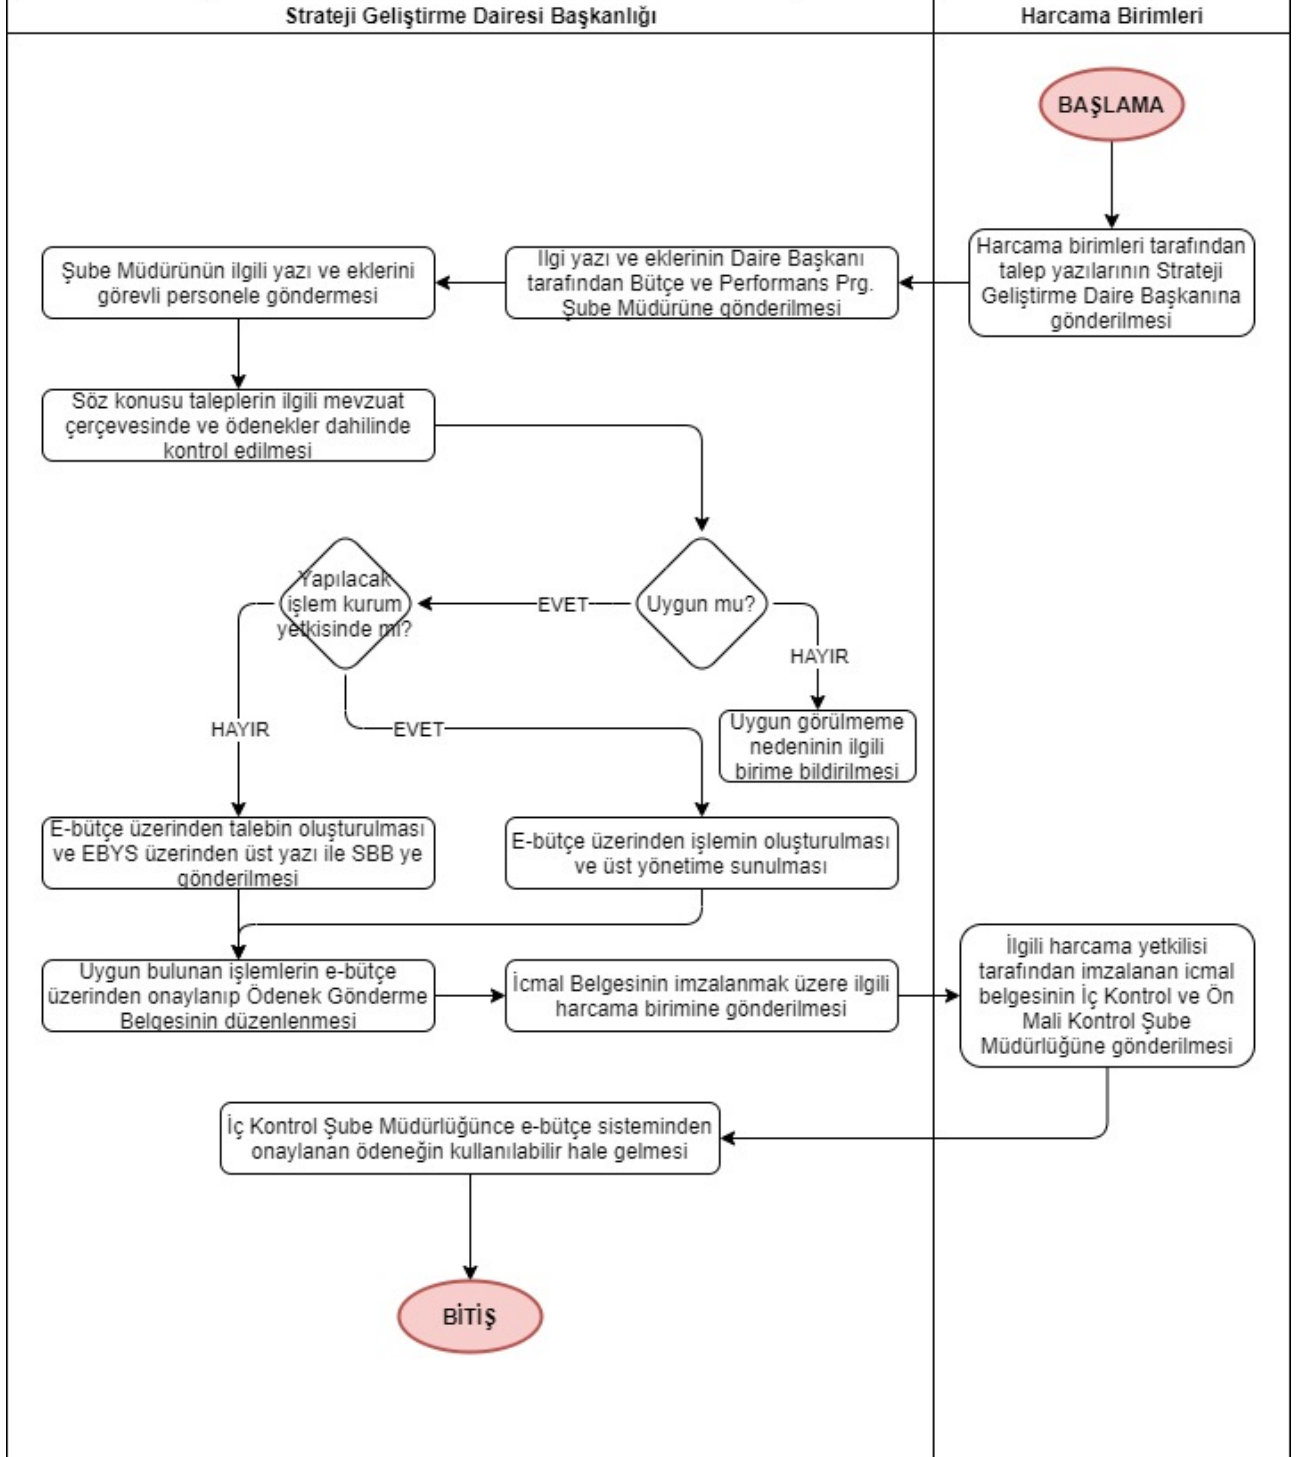 Strateji Geliştirme Dairesi Başkanlığı
Harcama Birimleri
BAŞLAMA
Harcama birimleri tarafından
talep yazılarının Strateji
Geliştirme Daire Başkanına
gönderilmesi
Ilgi yazı ve eklerinin Daire Başkanı
tarafından Bütçe ve Performans Prg.
Şube Müdürüne gönderilmesi
Şube Müdürünün ilgili yazı ve eklerini
görevli personele göndermesi
Söz konusu taleplerin ilgili mevzuat
çerçevesinde ve ödenekler dahilinde
kontrol edilmesi
Uygun mu?
EVET
HAYIR
Yapılacak
işlem kurum
yetkisinde mi?
Uygun görülmeme
nedeninin ilgili
birime bildirilmesi
HAYIR
EVET
E-bütçe üzerinden talebin oluşturulması
ve EBYS üzerinden üst yazı ile SBB ye
gönderilmesi
E-bütçe üzerinden işlemin oluşturulması
ve üst yönetime sunulması
Uygun bulunan işlemlerin e-bütçe
üzerinden onaylanıp Ödenek Gönderme
Belgesinin düzenlenmesi
İcmal Belgesinin imzalanmak üzere ilgili
harcama birimine gönderilmesi
İlgili harcama yetkilisi
tarafından imzalanan icmal
belgesinin İç Kontrol ve Ön
Mali Kontrol Şube
Müdürlüğüne gönderilmesi
İç Kontrol Şube Müdürlüğünce e-bütçe sisteminden
onaylanan ödeneğin kullanılabilir hale gelmesi
BİTİŞ